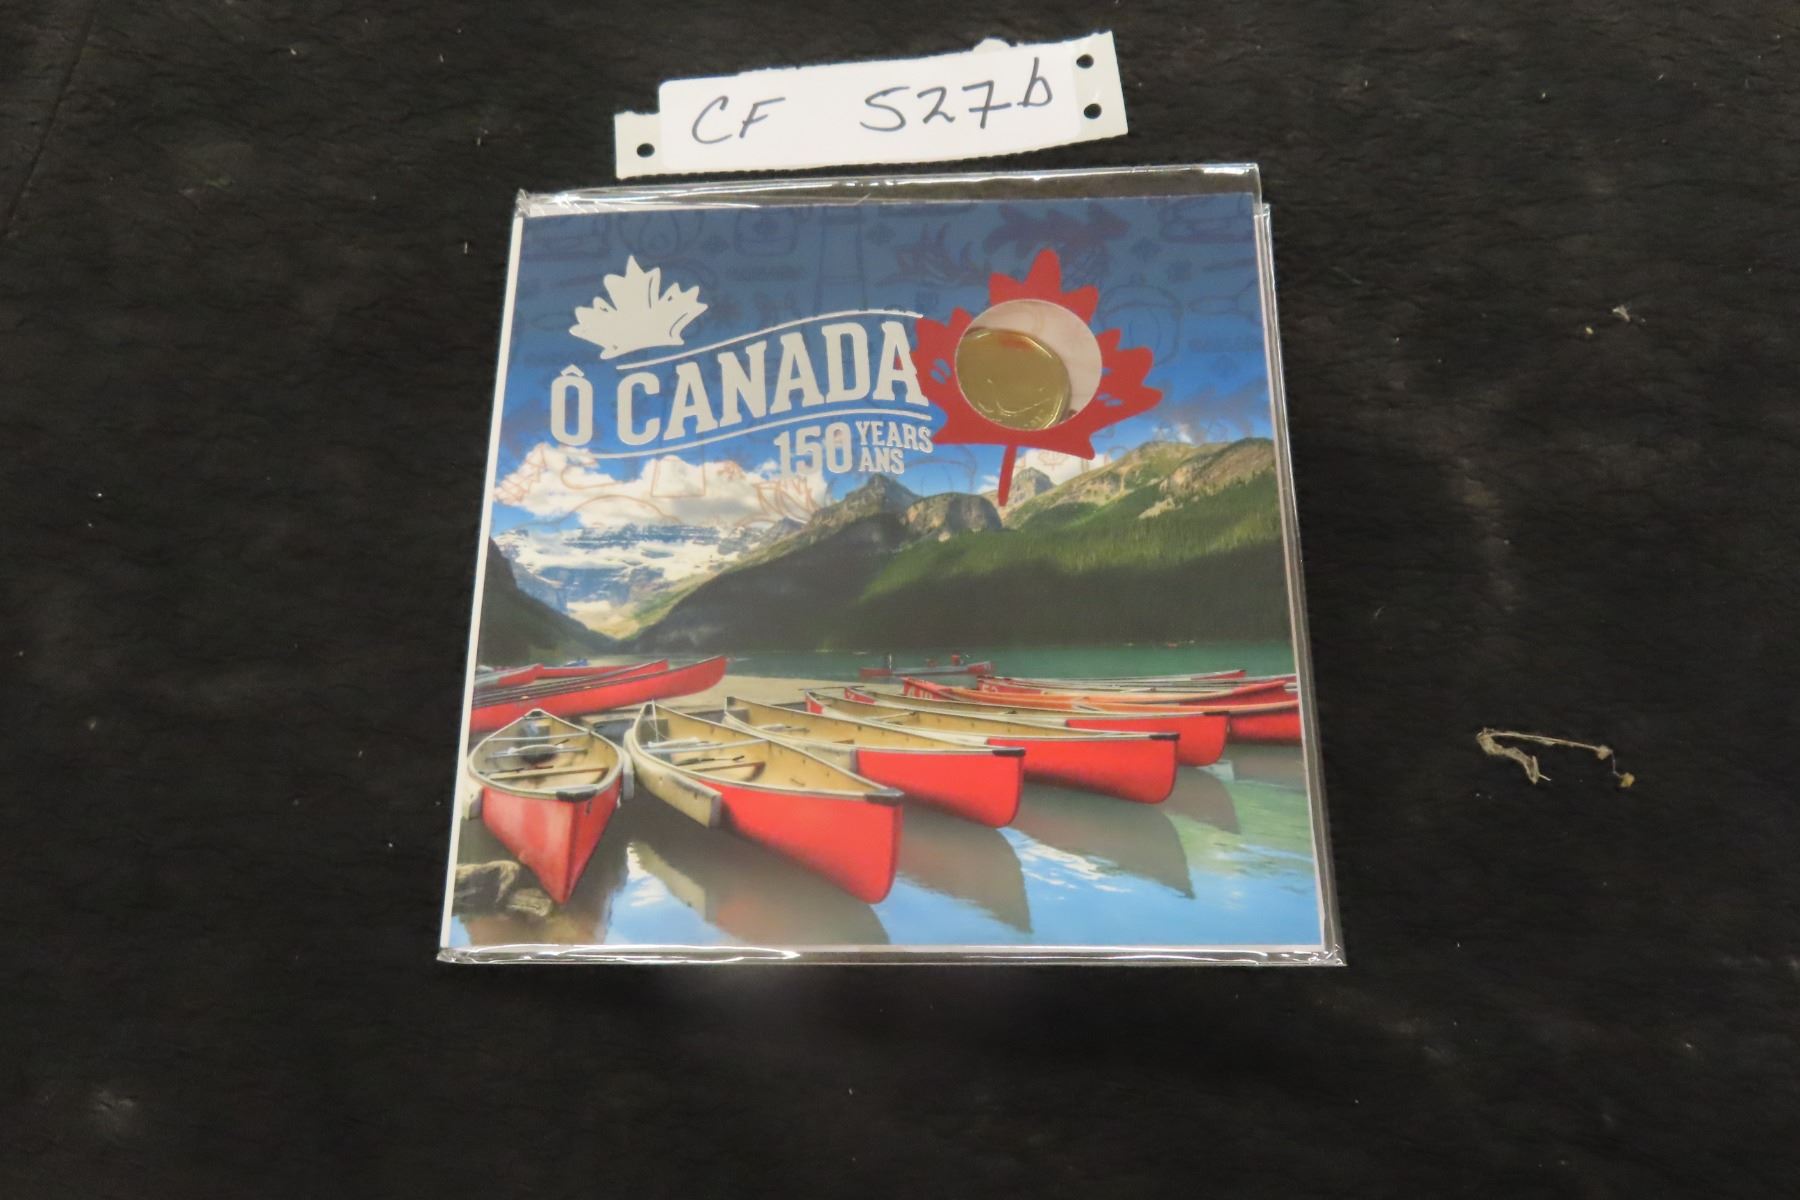 CF 527b
Ô CANADA
150 YEARS
ANS